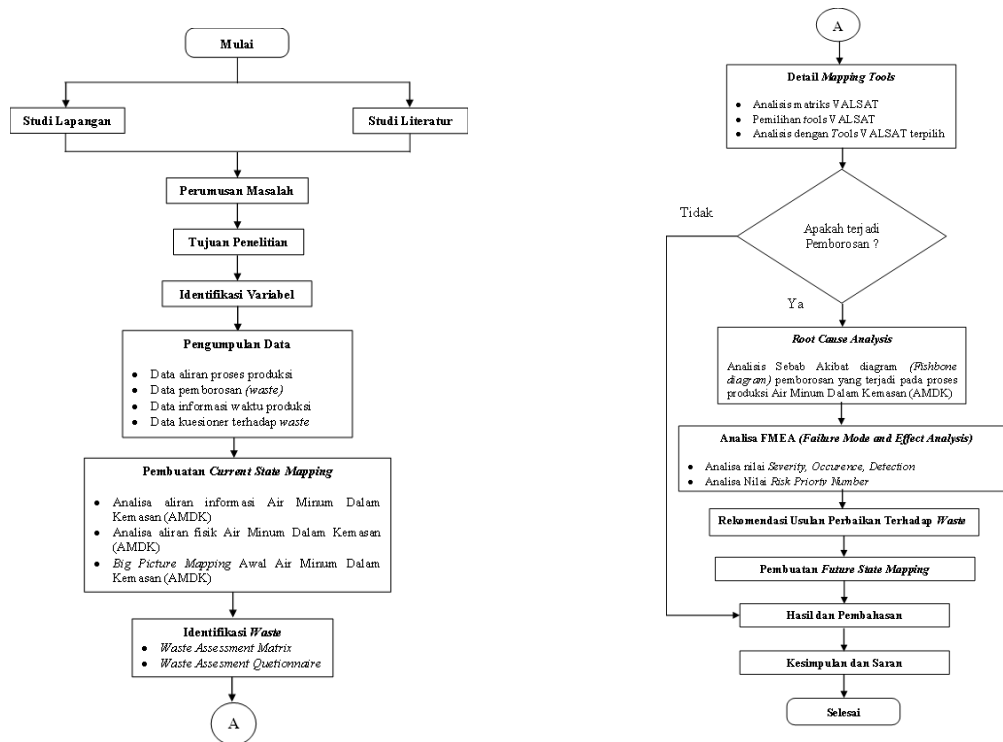 Mulai
Studi Lapangan
Studi Literatur
Perumusan Masalah
Tujuan Penelitian
Identifikasi Variabel
Pengumpulan Data
• Data aliran proses produksi
• Data pemborosan (waste)
• Data informasi waktu produksi
• Data kuesioner terhadap waste
Pembuatan Current State Mapping
• Analisa aliran informasi Air Minum Dalam
Kemasan (AMDK)
• Analisa aliran fisik Air Minum Dalam Kemasan
(AMDK)
• Big Picture Mapping Awal Air Minum Dalam
Kemasan (AMDK)
Identifikasi Waste
• Waste Assessment Matrix
• Waste Assesment Quetionnaire
A
A
Detail Mapping Tools
• Analisis matriks VALSAT
• Pemilihan tools VALSAT
• Analisis dengan Tools VALSAT terpilih
Tidak
Apakah terjadi
Pemborosan ?
Ya
Root Cause Analysis
Analisis Sebab Akibat diagram (Fishbone
diagram) pemborosan yang terjadi pada proses
produksi Air Minum Dalam Kemasan (AMDK)
Analisa FMEA (Failure Mode and Effect Analysis)
• Analisa nilai Severity, Occurence, Detection
• Analisa Nilai Risk Priorty Number
Rekomendasi Usulan Perbaikan Terhadap Waste
Pembuatan Future State Mapping
Hasil dan Pembahasan
Kesimpulan dan Saran
Selesai